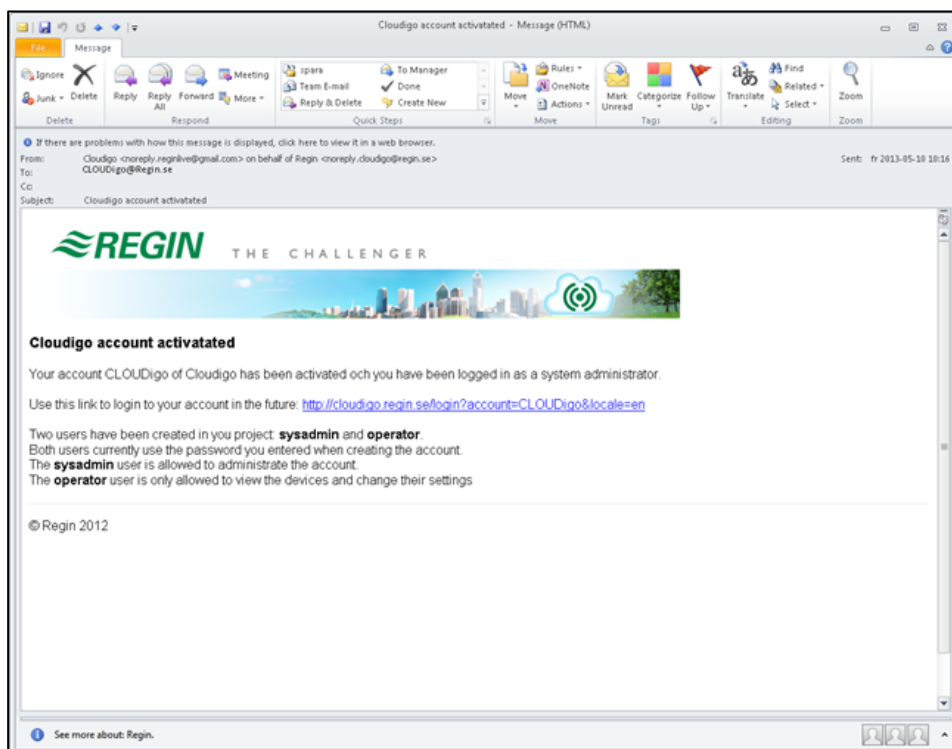 Cloudigo account activatated - Message (HTML)
File Message
Ignore
Junk
Delete
Delete
Reply
Reply All
Forward
Meeting
More
Respond
spara
Team E-mail
Reply & Delete
To Manager
Done
Create New
Quick Steps
Move
Rules
OneNote
Actions
Move
Mark Unread
Categorize
Follow Up
Tags
Translate
Find
Related
Select
Editing
Zoom
Zoom
If there are problems with how this message is displayed, click here to view it in a web browser.
From: Cloudigo <noreply.reginlive@gmail.com> on behalf of Regin <noreply.cloudigo@regin.se>
Sent: fr 2013-05-10 10:16
To: CLOUDigo@Regin.se
Cc:
Subject: Cloudigo account activatated
REGIN THE CHALLENGER
Cloudigo account activatated
Your account CLOUDigo of Cloudigo has been activated och you have been logged in as a system administrator.
Use this link to login to your account in the future: http://cloudigo.regin.se/login?account=CLOUDigo&locale=en
Two users have been created in you project: sysadmin and operator.
Both users currently use the password you entered when creating the account.
The sysadmin user is allowed to administrate the account.
The operator user is only allowed to view the devices and change their settings
© Regin 2012
See more about: Regin.